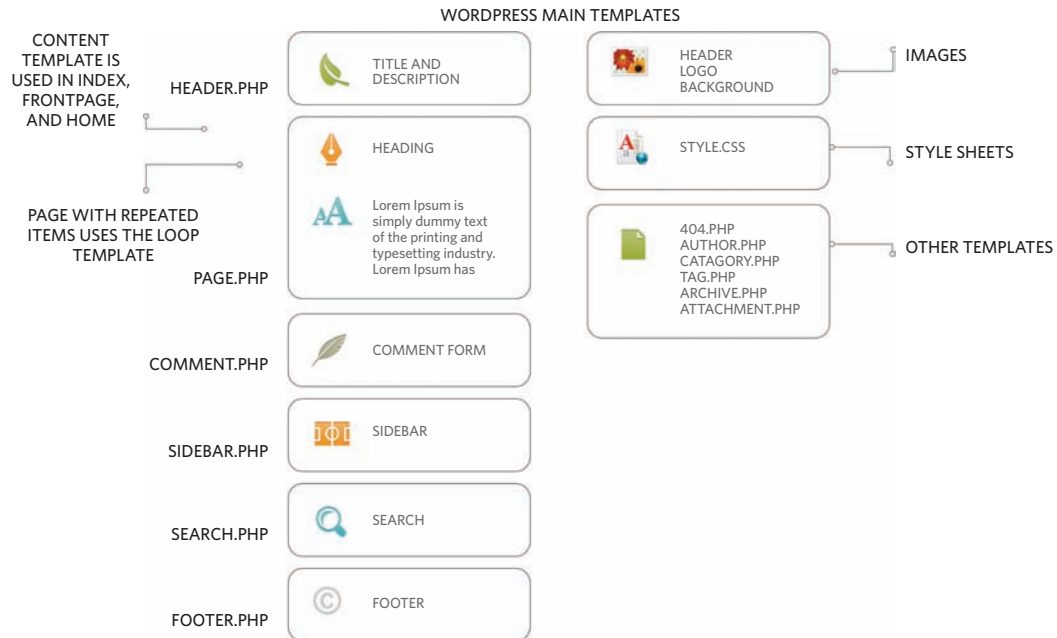 WORDPRESS MAIN TEMPLATES
CONTENT
TEMPLATE IS
USED IN INDEX,
FRONTPAGE,
AND HOME
PAGE WITH REPEATED
ITEMS USES THE LOOP
TEMPLATE
HEADER.PHP
TITLE AND
DESCRIPTION
PAGE.PHP
HEADING
AA
Lorem Ipsum is
simply dummy text
of the printing and
typesetting industry.
Lorem Ipsum has
COMMENT.PHP
COMMENT FORM
SIDEBAR.PHP
SIDEBAR
SEARCH.PHP
SEARCH
FOOTER.PHP
©
FOOTER
HEADER
LOGO
BACKGROUND
IMAGES
A
STYLE.CSS
STYLE SHEETS
404.PHP
AUTHOR.PHP
CATAGORY.PHP
TAG.PHP
ARCHIVE.PHP
ATTACHMENT.PHP
OTHER TEMPLATES